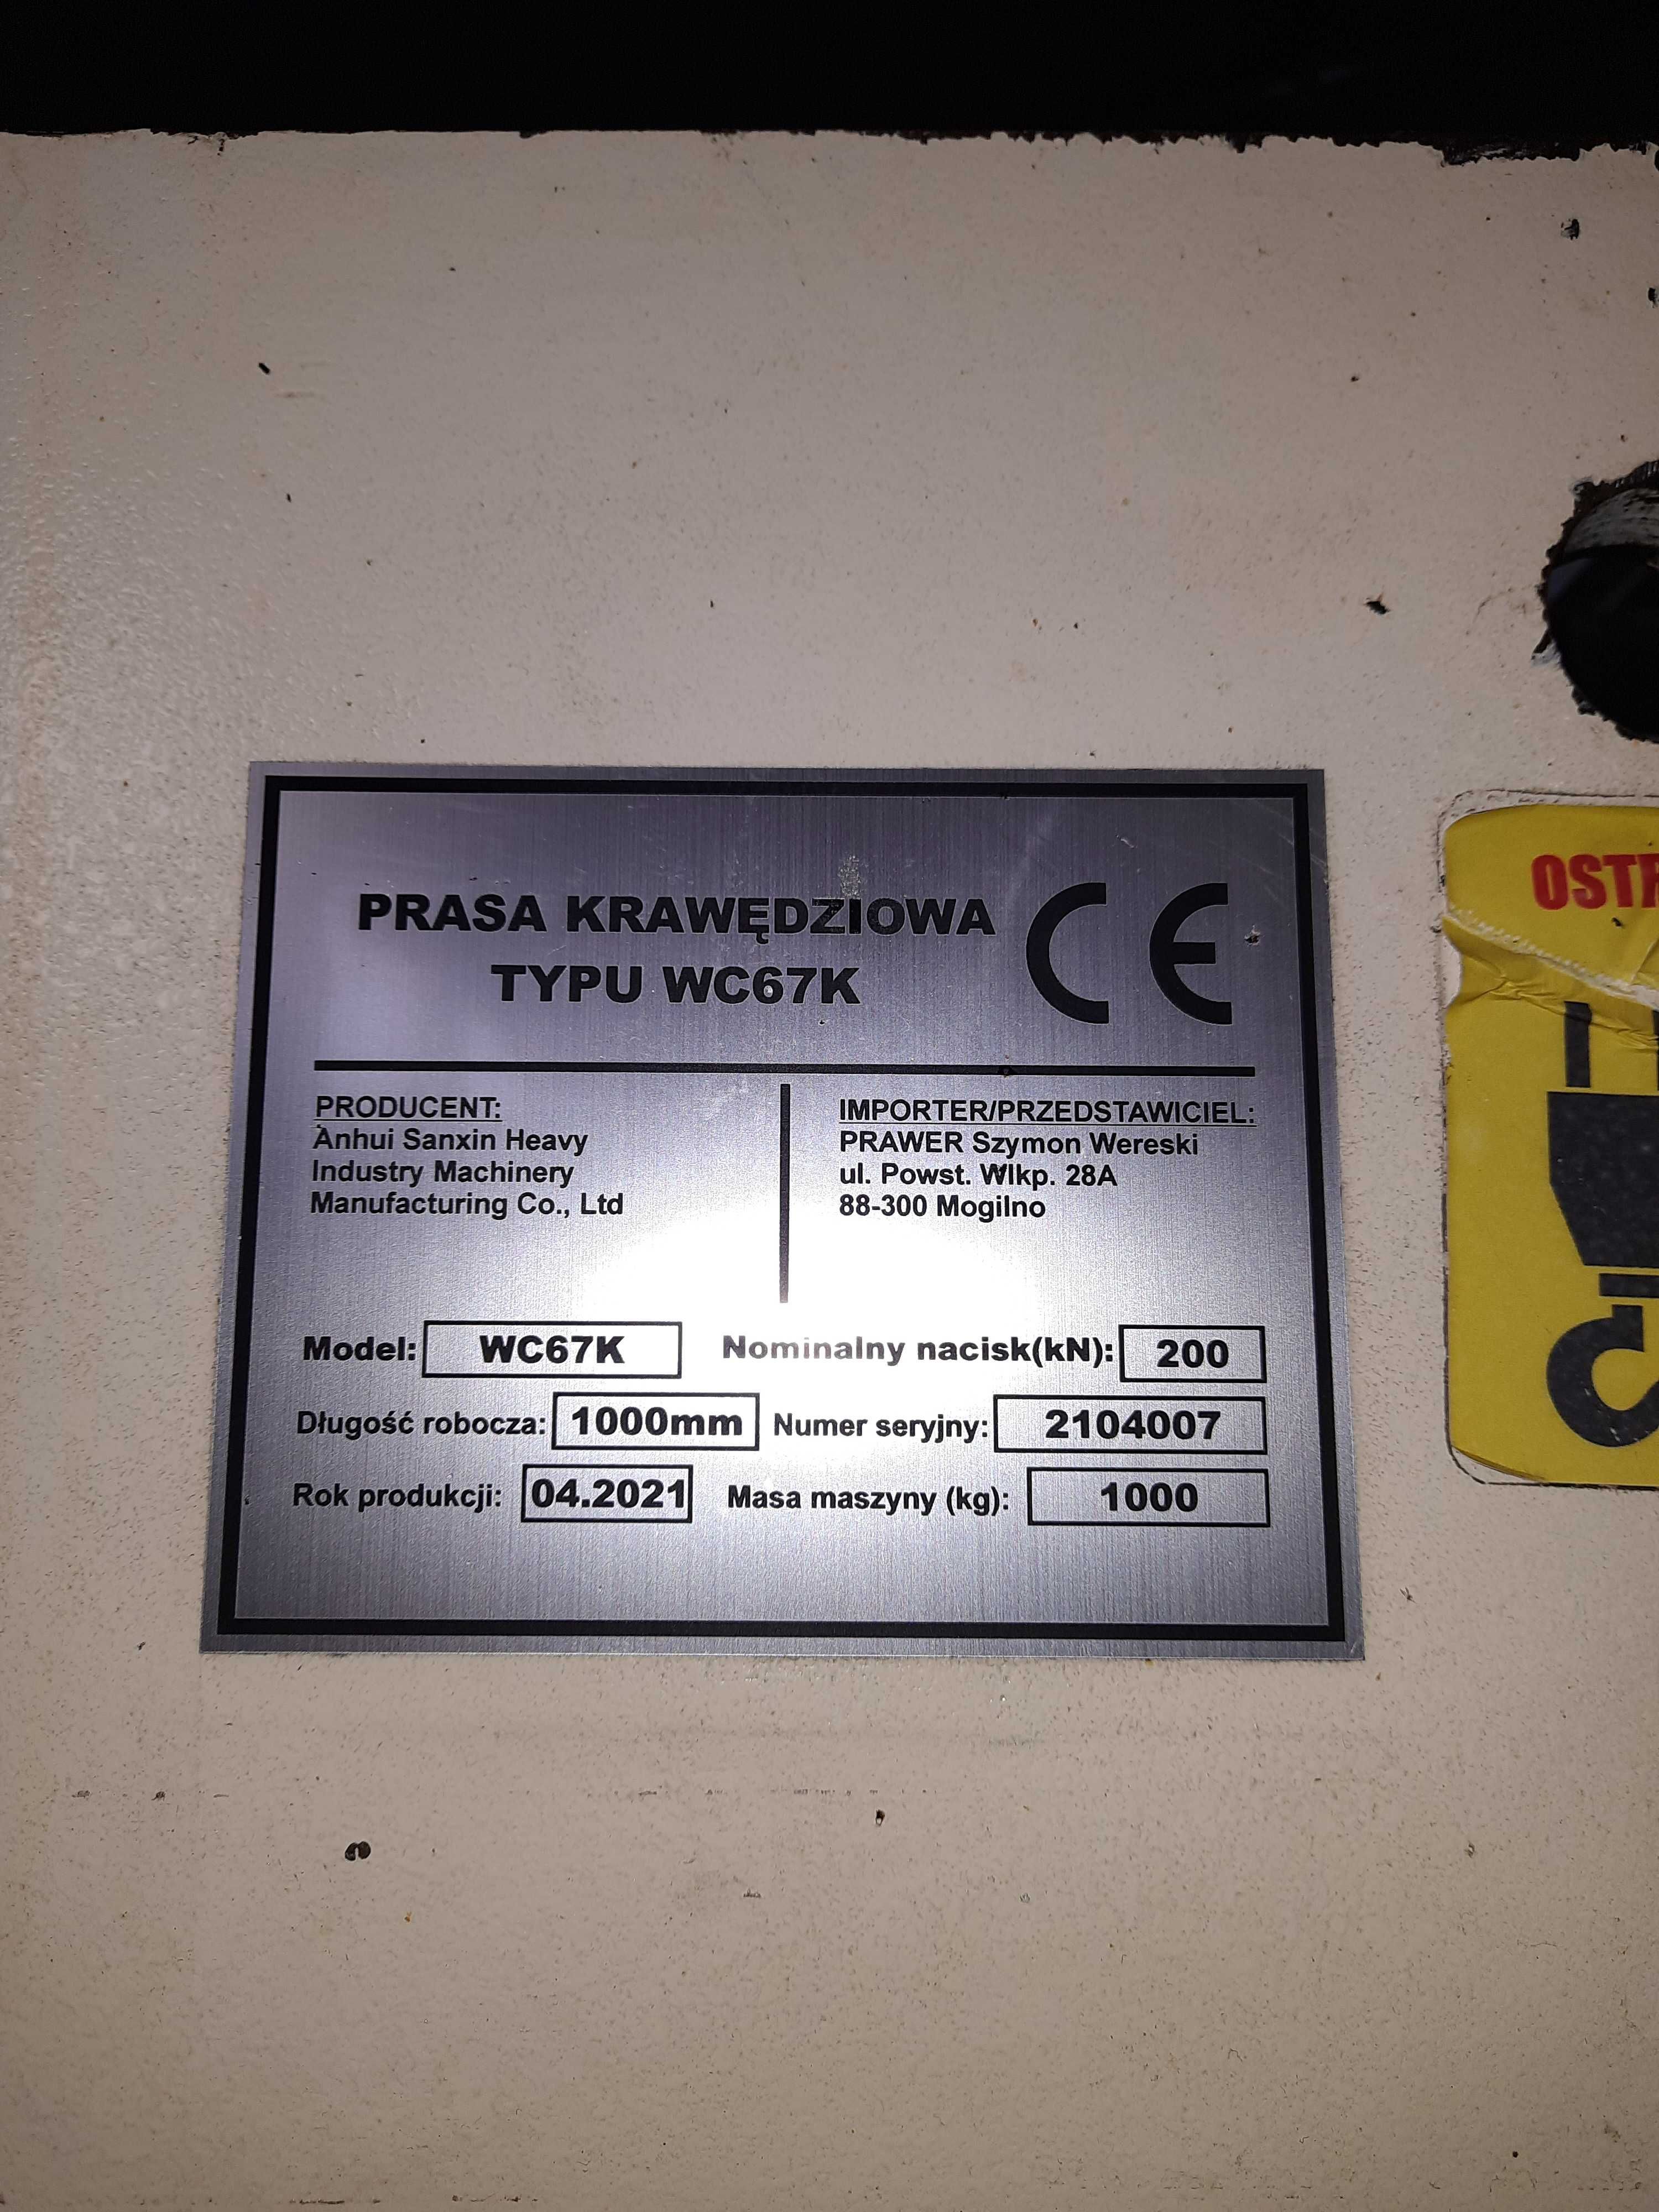 PRASA KRAWĘDZIOWA
TYPU WC67K
CE
PRODUCENT:
Anhui Sanxin Heavy
Industry Machinery
Manufacturing Co., Ltd
IMPORTER/PRZEDSTAWICIEL:
PRAWER Szymon Wereski
ul. Powst. Wlkp. 28A
88-300 Mogilno
Model: WC67K Nominalny nacisk(kN): 200
Długość robocza: 1000mm Numer seryjny: 2104007
Rok produkcji: 04.2021 Masa maszyny (kg): 1000